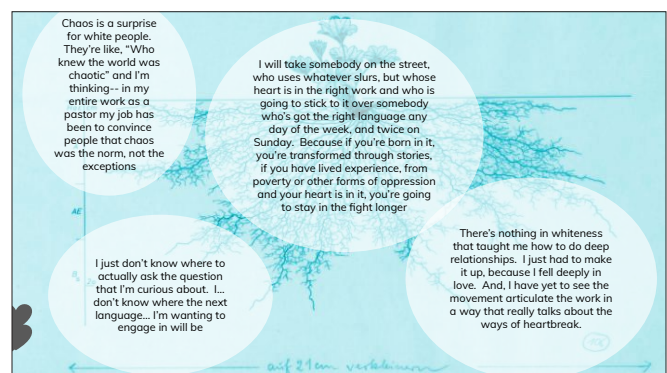 Chaos is a surprise
for white people.
They're like, "Who
knew the world was
chaotic" and I'm
thinking-- in my
entire work as a
pastor my job has
been to convince
people that chaos
was the norm, not the
exceptions
I will take somebody on the street,
who uses whatever slurs, but whose
heart is in the right work and who is
going to stick to it over somebody
who's got the right language any
day of the week, and twice on
Sunday. Because if you're born in it,
you're transformed through stories,
if you have lived experience, from
poverty or other forms of oppression
and your heart is in it, you're going
to stay in the fight longer
AE
I just don't know where to
actually ask the question
that I'm curious about. I...
don't know where the next
language... I'm wanting to
engage in will be
There's nothing in whiteness
that taught me how to do deep
relationships. I just had to make
it up, because I fell deeply in
love. And, I have yet to see the
movement articulate the work in
a way that really talks about the
ways of heartbreak.
auf 21cm verkleinern